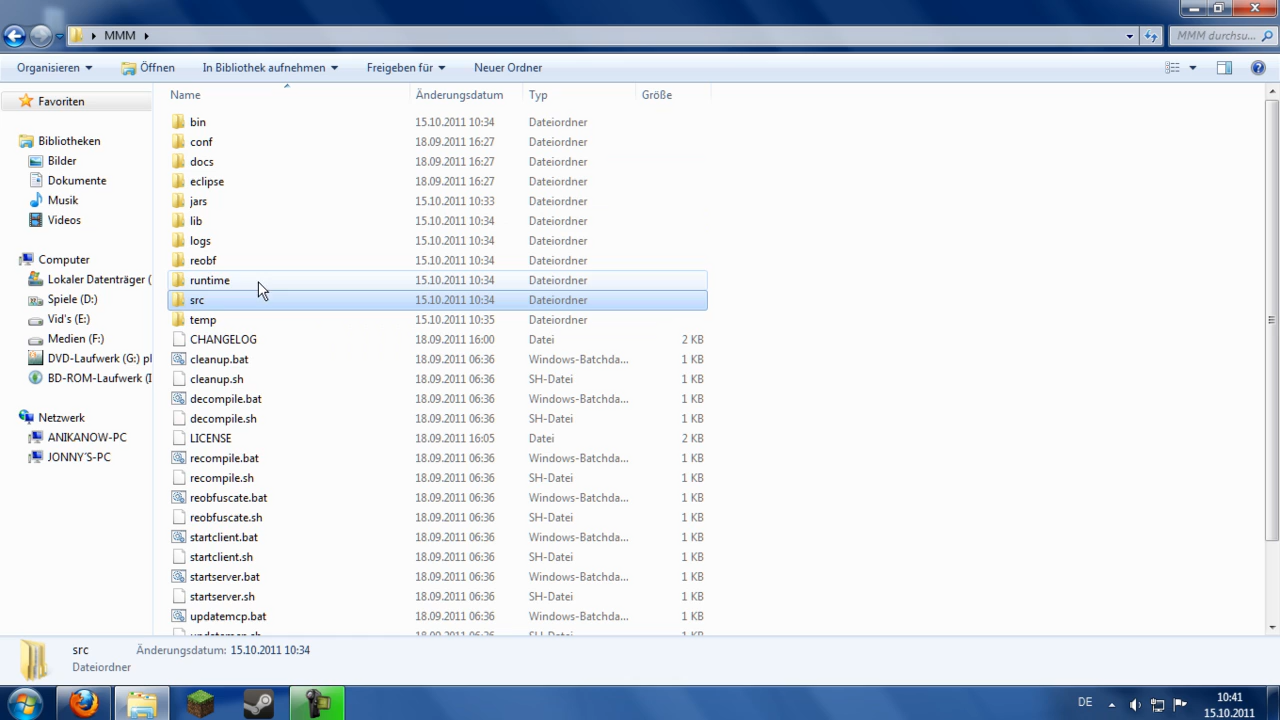 MMM
MMM durchsu...
Organisieren
Öffnen
In Bibliothek aufnehmen
Freigeben für
Neuer Ordner
Name Änderungsdatum Typ Größe
Favoriten
Bibliotheken
Bilder
Dokumente
Musik
Videos
Computer
Lokaler Datenträger (
Spiele (D:)
Vid's (E:)
Medien (F:)
DVD-Laufwerk (G:) pl
BD-ROM-Laufwerk (I
Netzwerk
ANIKANOW-PC
JONNY'S-PC
bin 15.10.2011 10:34 Dateiordner
conf 18.09.2011 16:27 Dateiordner
docs 18.09.2011 16:27 Dateiordner
eclipse 18.09.2011 16:27 Dateiordner
jars 15.10.2011 10:33 Dateiordner
lib 15.10.2011 10:34 Dateiordner
logs 15.10.2011 10:34 Dateiordner
reobf 15.10.2011 10:34 Dateiordner
runtime 15.10.2011 10:34 Dateiordner
src 15.10.2011 10:34 Dateiordner
temp 15.10.2011 10:35 Dateiordner
CHANGELOG 18.09.2011 16:00 Datei 2 KB
cleanup.bat 18.09.2011 06:36 Windows-Batchda... 1 KB
cleanup.sh 18.09.2011 06:36 SH-Datei 1 KB
decompile.bat 18.09.2011 06:36 Windows-Batchda... 1 KB
decompile.sh 18.09.2011 06:36 SH-Datei 1 KB
LICENSE 18.09.2011 16:05 Datei 2 KB
recompile.bat 18.09.2011 06:36 Windows-Batchda... 1 KB
recompile.sh 18.09.2011 06:36 SH-Datei 1 KB
reobfuscate.bat 18.09.2011 06:36 Windows-Batchda... 1 KB
reobfuscate.sh 18.09.2011 06:36 SH-Datei 1 KB
startclient.bat 18.09.2011 06:36 Windows-Batchda... 1 KB
startclient.sh 18.09.2011 06:36 SH-Datei 1 KB
startserver.bat 18.09.2011 06:36 Windows-Batchda... 1 KB
startserver.sh 18.09.2011 06:36 SH-Datei 1 KB
updatemcp.bat 18.09.2011 06:36 Windows-Batchda... 1 KB
src Änderungsdatum: 15.10.2011 10:34
Dateiordner
DE
10:41
15.10.2011